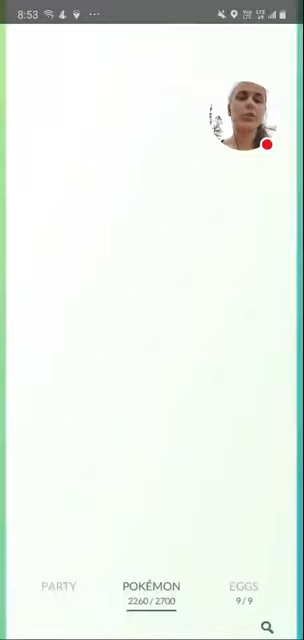 8:53
PARTY
POKÉMON
EGGS
2260 / 2700
9 / 9